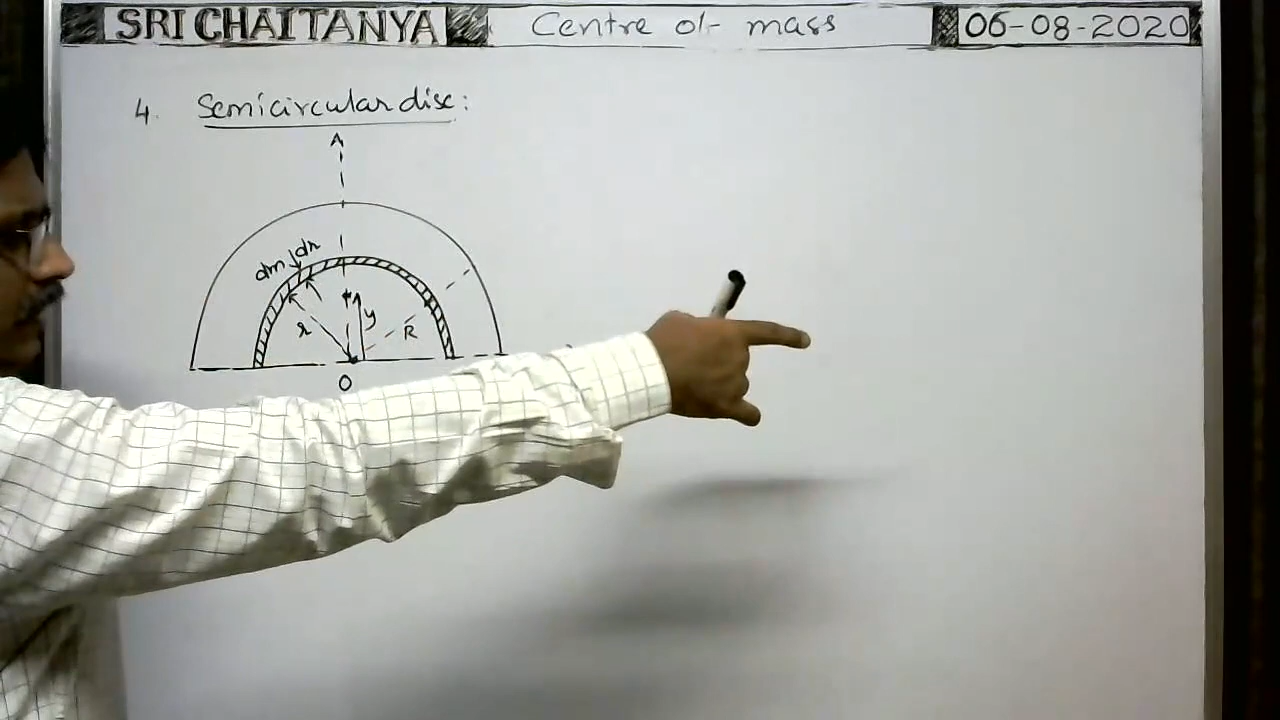 SRI CHAITANYA
Centre of mass
06-08-2020
4. Semicircular disc:
A
dm
dr
r
y
R
O